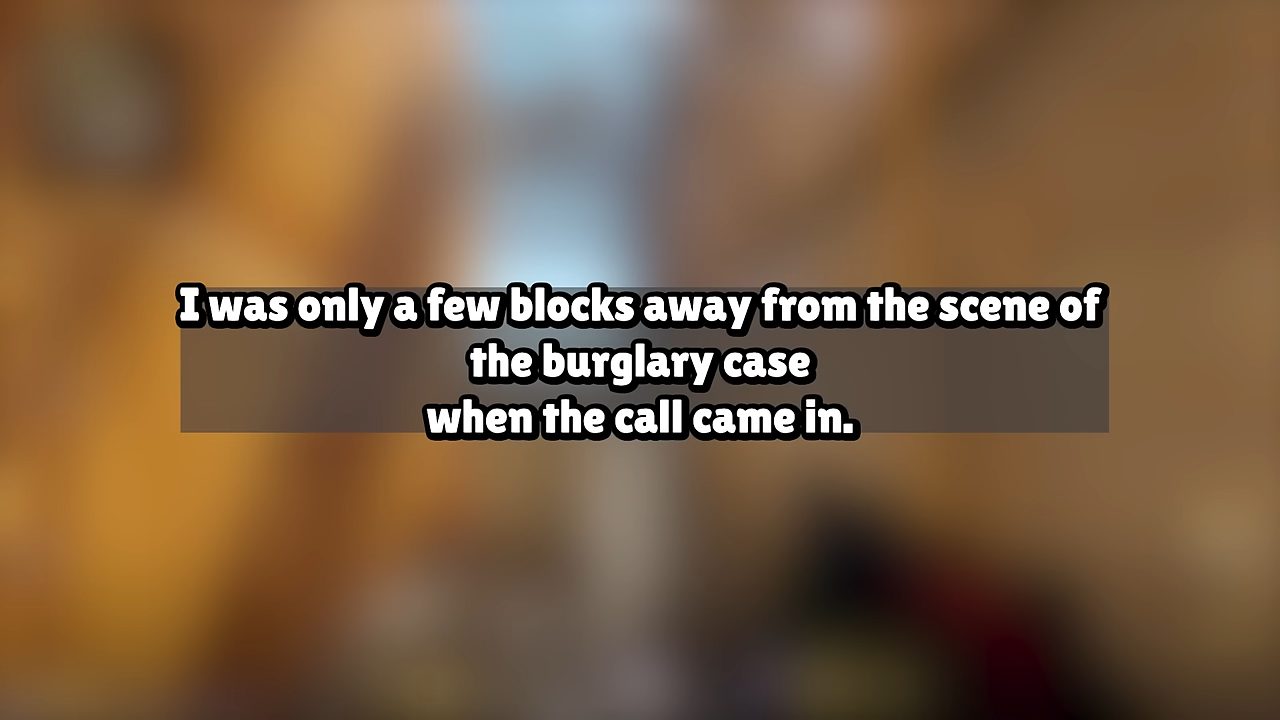 I was only a few blocks away from the scene of
the burglary case
when the call came in.